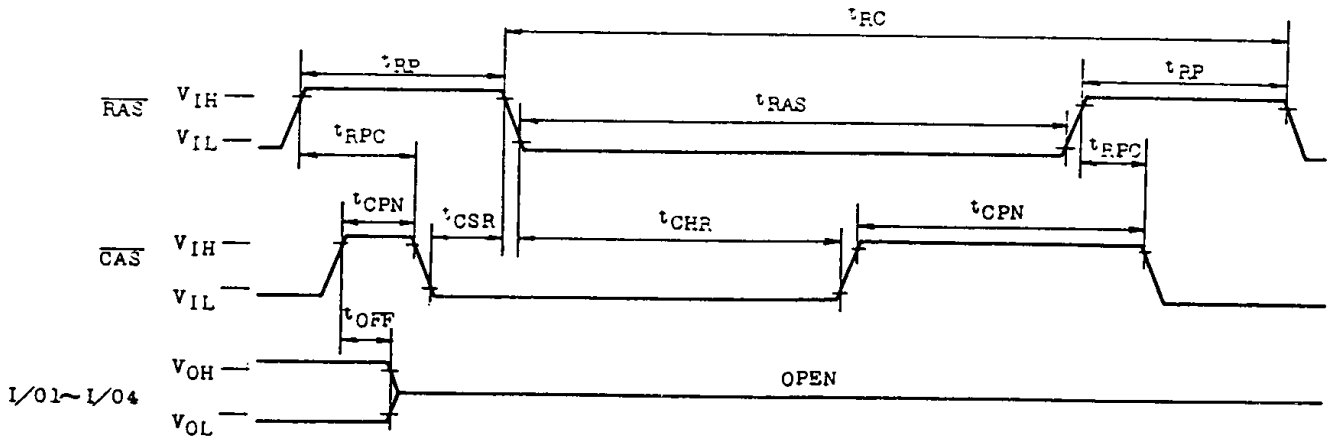 tRC
tRP
tRP
RAS
VIH
VIL
tRAS
tRPC
tRPC
tCPN
tCSR
tCHR
tCPN
CAS
VIH
VIL
tOFF
I/O1~I/O4
VOH
VOL
OPEN